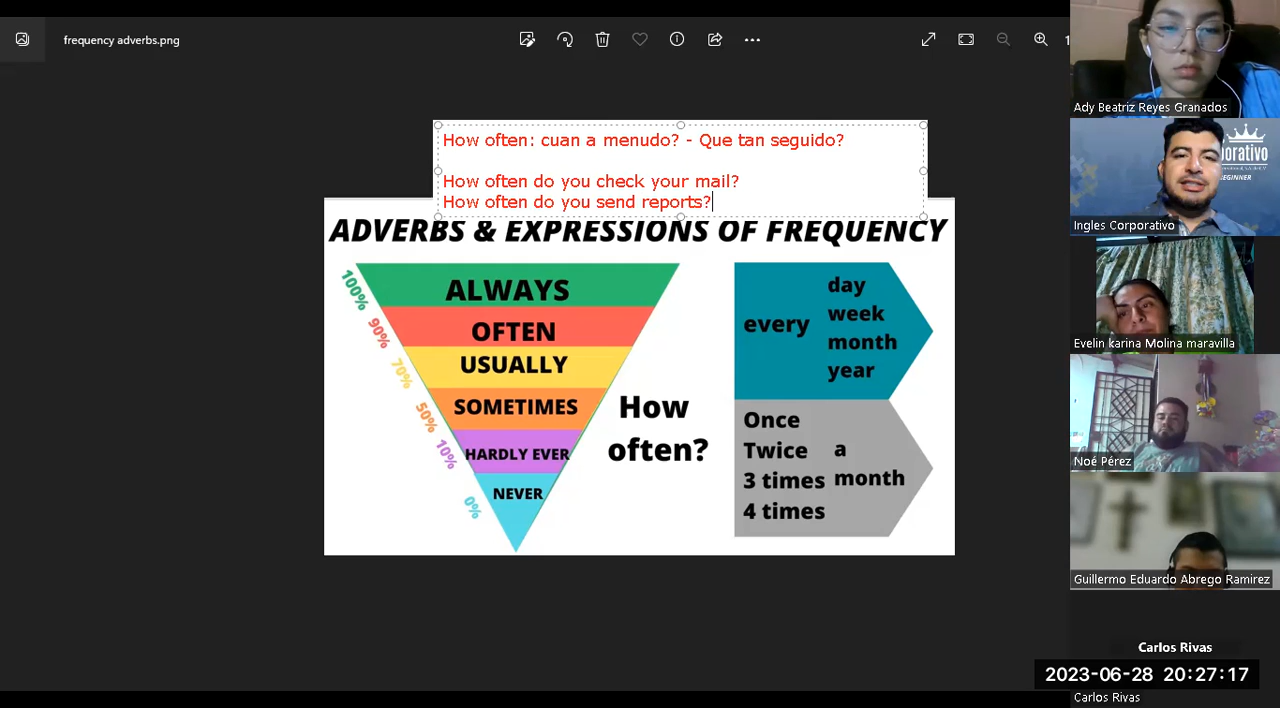 frequency adverbs.png
How often: cuan a menudo? - Que tan seguido?
How often do you check your mail?
How often do you send reports?
ADVERBS & EXPRESSIONS OF FREQUENCY
100%
ALWAYS
90%
OFTEN
70%
USUALLY
50%
SOMETIMES
10%
HARDLY EVER
0%
NEVER
How
often?
every
day
week
month
year
Once
Twice
3 times
4 times
a
month
1
Ady Beatriz Reyes Granados
orativo
EGINNER
Ingles Corporativo
Evelin karina Molina maravilla
Noé Pérez
Guillermo Eduardo Abrego Ramirez
Carlos Rivas
2023-06-28 20:27:17
Carlos Rivas